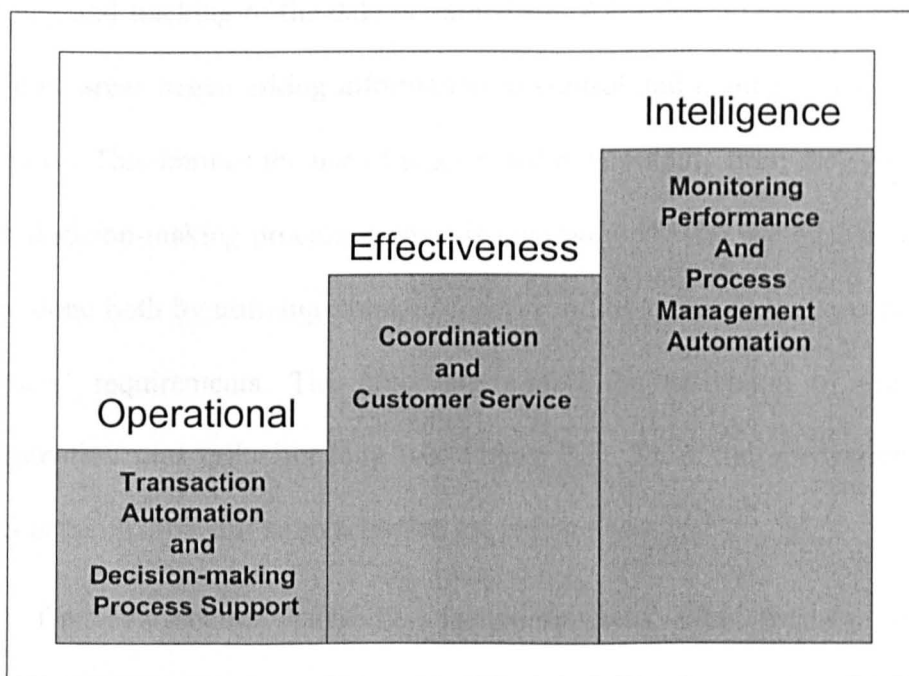 Operational
Transaction
Automation
and
Decision-making
Process Support
Effectiveness
Coordination
and
Customer Service
Intelligence
Monitoring
Performance
And
Process
Management
Automation
requirements.